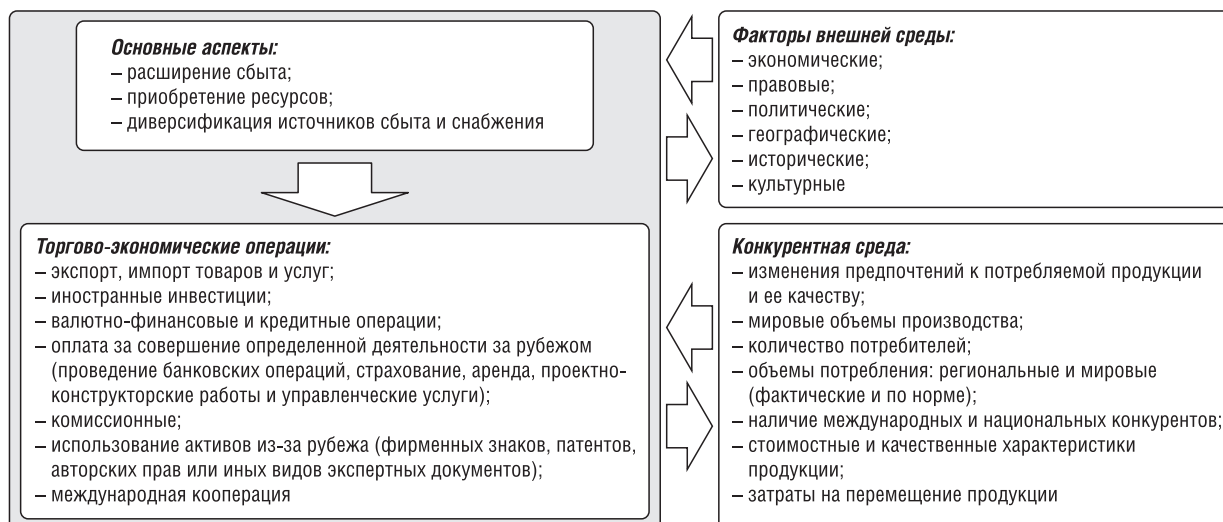 Основные аспекты:
– расширение сбыта;
– приобретение ресурсов;
– диверсификация источников сбыта и снабжения
Факторы внешней среды:
– экономические;
– правовые;
– политические;
– географические;
– исторические;
– культурные
Торгово-экономические операции:
– экспорт, импорт товаров и услуг;
– иностранные инвестиции;
– валютно-финансовые и кредитные операции;
– оплата за совершение определенной деятельности за рубежом
(проведение банковских операций, страхование, аренда, проектно-
конструкторские работы и управленческие услуги);
– комиссионные;
– использование активов из-за рубежа (фирменных знаков, патентов,
авторских прав или иных видов экспертных документов);
– международная кооперация
Конкурентная среда:
– изменения предпочтений к потребляемой продукции
и ее качеству;
– мировые объемы производства;
– количество потребителей;
– объемы потребления: региональные и мировые
(фактические и по норме);
– наличие международных и национальных конкурентов;
– стоимостные и качественные характеристики
продукции;
– затраты на перемещение продукции